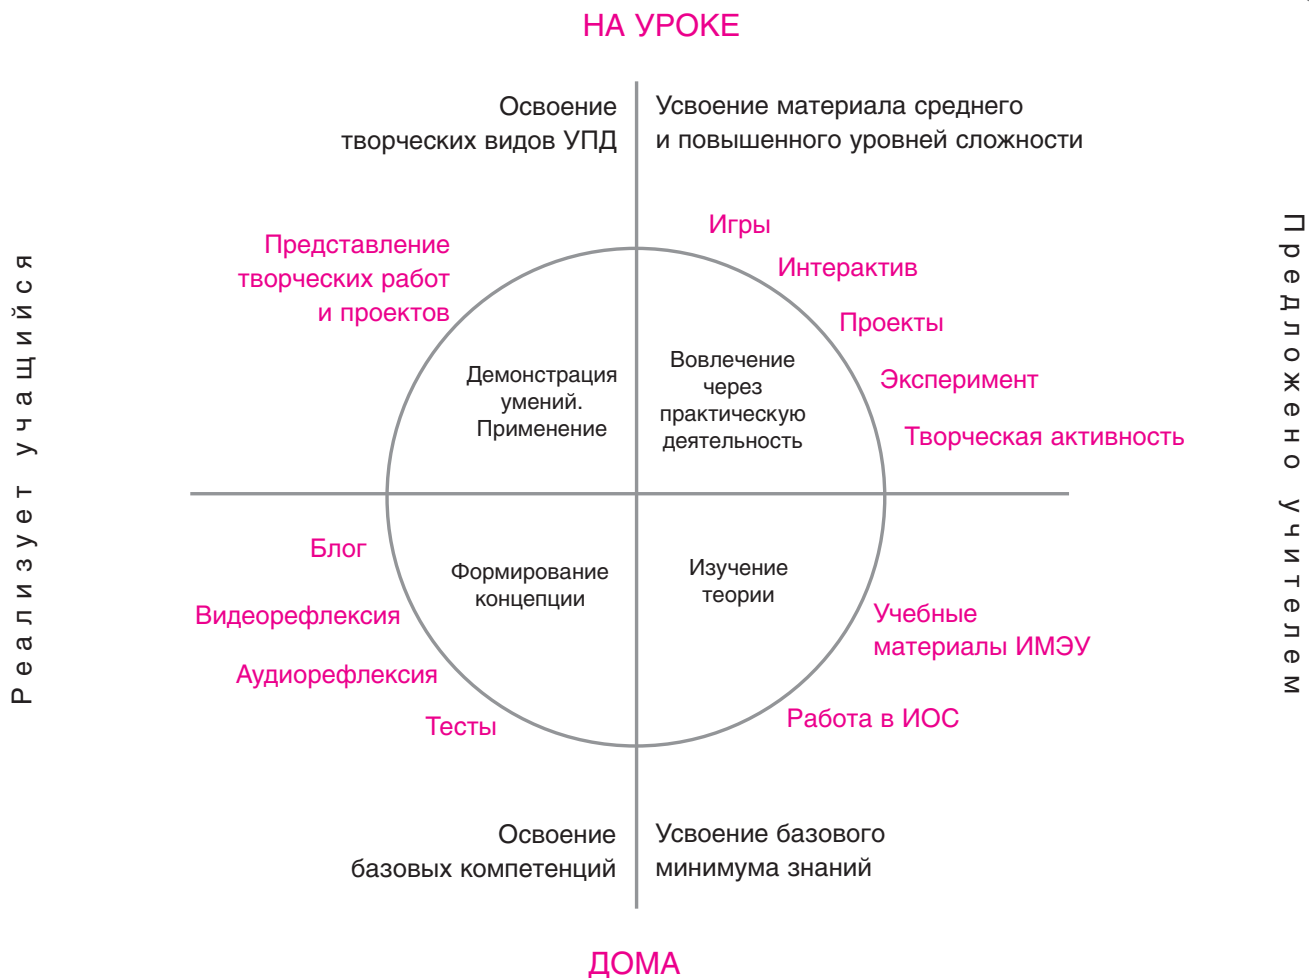 НА УРОКЕ
Освоение
творческих видов УПД
Усвоение материала среднего
и повышенного уровней сложности
Реализует учащийся
Предложено учителем
Представление
творческих работ
и проектов
Игры
Интерактив
Проекты
Эксперимент
Творческая активность
Демонстрация
умений.
Применение
Вовлечение
через
практическую
деятельность
Блог
Видеорефлексия
Аудиорефлексия
Тесты
Формирование
концепции
Изучение
теории
Учебные
материалы ИМЭУ
Работа в ИОС
Освоение
базовых компетенций
Усвоение базового
минимума знаний
ДОМА